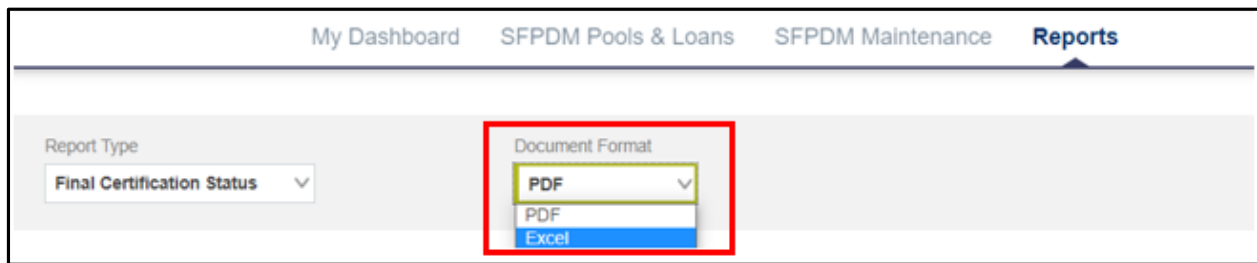 My Dashboard SFPDM Pools & Loans SFPDM Maintenance Reports
Report Type Document Format
Final Certification Status PDF
PDF
Excel